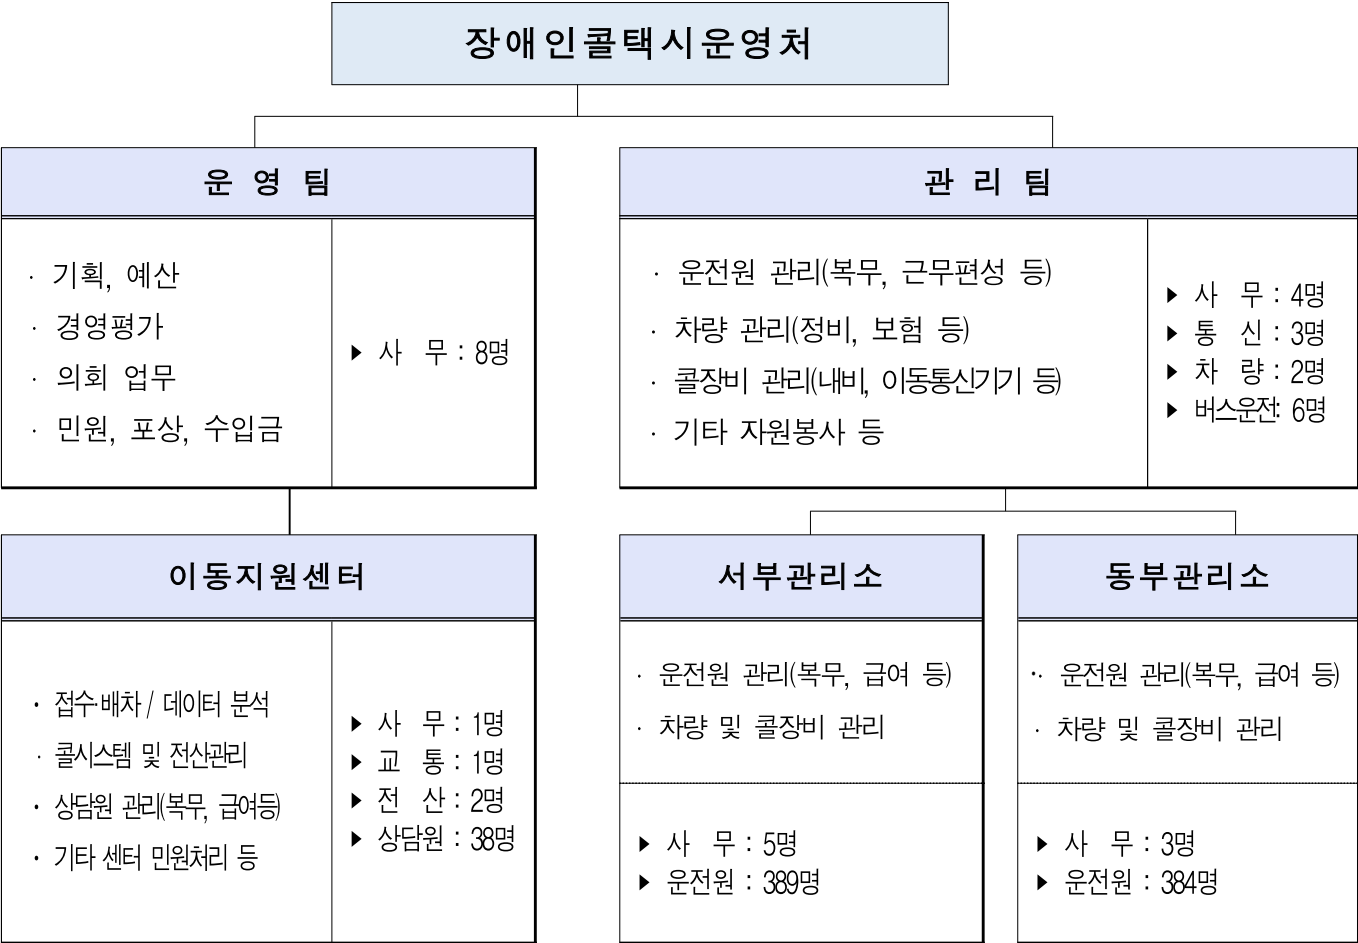 장애인콜택시운영처
운 영 팀
· 기획, 예산
· 경영평가
· 의회 업무
· 민원, 포상, 수입금
▶ 사 무 : 8명
관 리 팀
· 운전원 관리(복무, 근무편성 등)
· 차량 관리(정비, 보험 등)
· 콜장비 관리(내비, 이동통신기기 등)
· 기타 자원봉사 등
▶ 사 무 : 4명
▶ 통 신 : 3명
▶ 차 량 : 2명
▶ 버스운전: 6명
이동지원센터
· 접수·배차 / 데이터 분석
· 콜시스템 및 전산관리
· 상담원 관리(복무, 급여등)
· 기타 센터 민원처리 등
▶ 사 무 : 1명
▶ 교 통 : 1명
▶ 전 산 : 2명
▶ 상담원 : 38명
서부관리소
· 운전원 관리(복무, 급여 등)
· 차량 및 콜장비 관리
▶ 사 무 : 5명
▶ 운전원 : 389명
동부관리소
·· 운전원 관리(복무, 급여 등)
· 차량 및 콜장비 관리
▶ 사 무 : 3명
▶ 운전원 : 384명